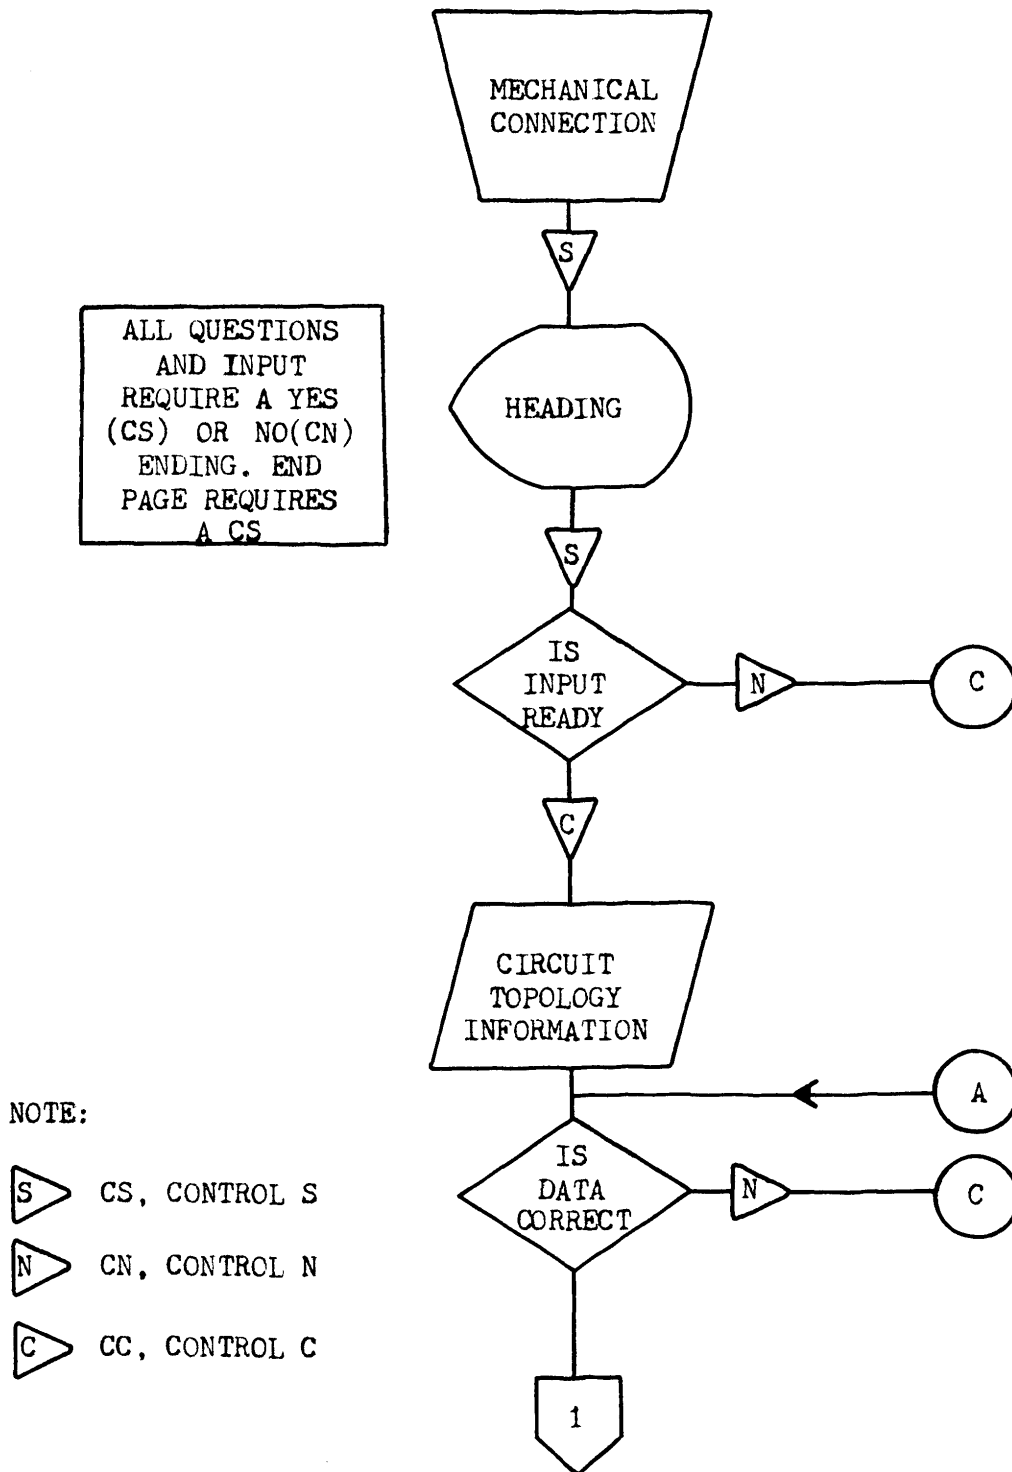 MECHANICAL
CONNECTION
S
ALL QUESTIONS
AND INPUT
REQUIRE A YES
(CS) OR NO(CN)
ENDING. END
PAGE REQUIRES
A CS
HEADING
S
IS
INPUT
READY
N
C
C
CIRCUIT
TOPOLOGY
INFORMATION
A
IS
DATA
CORRECT
N
C
NOTE:
S CS, CONTROL S
N CN, CONTROL N
C CC, CONTROL C
1